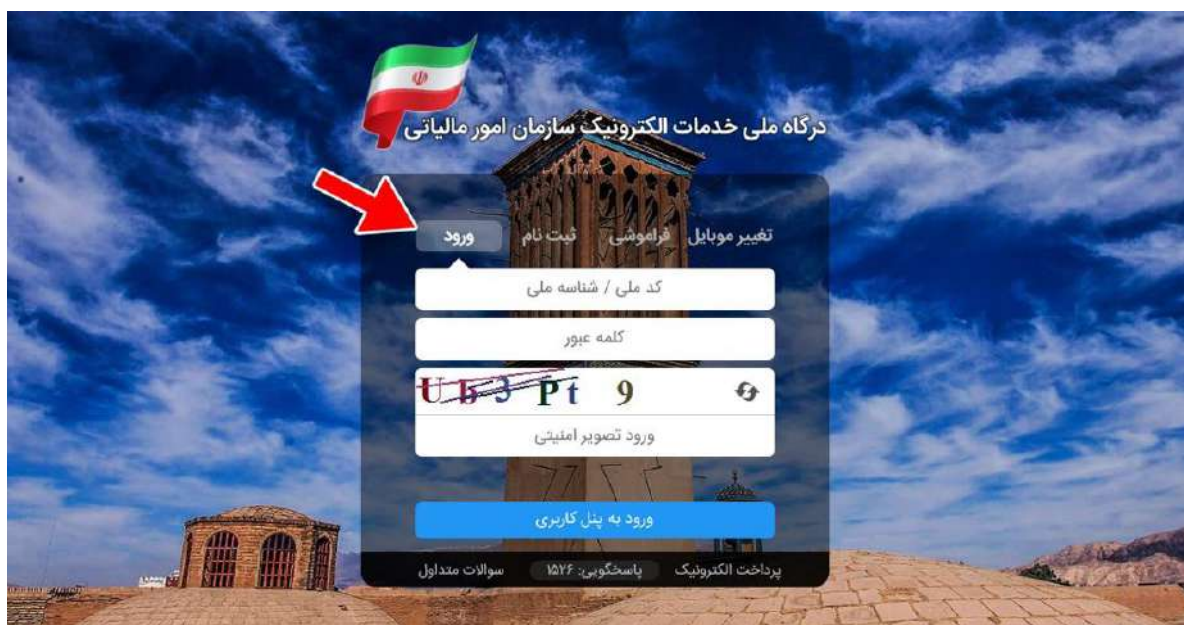 درگاه ملی خدمات الکترونیک سازمان امور مالیاتی
تغییر موبایل فراموشی ثبت نام ورود
کد ملی / شناسه ملی
کلمه عبور
Ub3Pt9
ورود تصویر امنیتی
ورود به پنل کاربری
پرداخت الکترونیک پاسخگویی: ۱۵۲۶ سوالات متداول